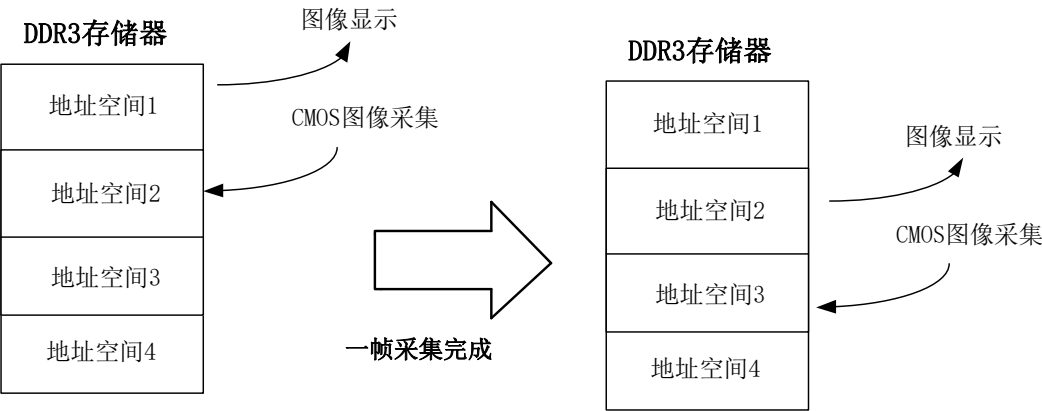 DDR3存储器
图像显示
地址空间1
CMOS图像采集
地址空间2
地址空间3
地址空间4
一帧采集完成
DDR3存储器
地址空间1
图像显示
地址空间2
CMOS图像采集
地址空间3
地址空间4